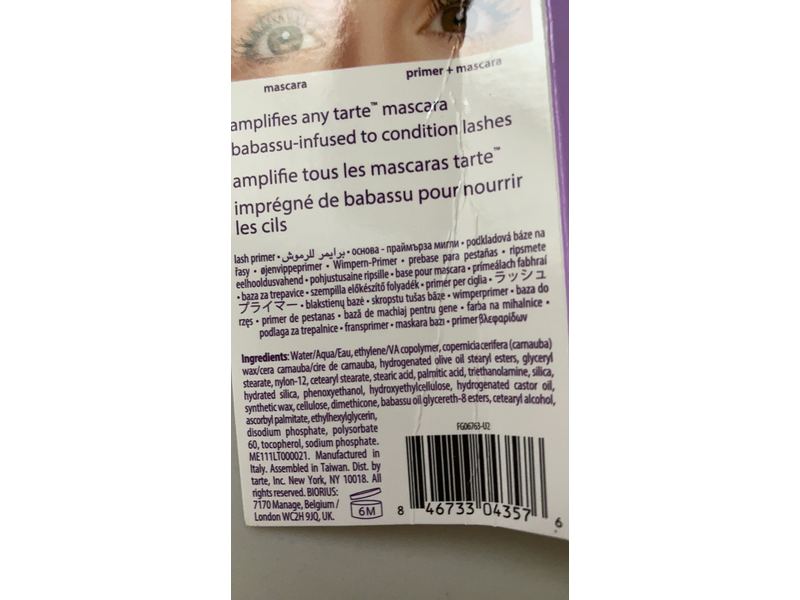 mascara
primer + mascara
amplifies any tarte™ mascara
babassu-infused to condition lashes
amplifie tous les mascaras tarte™
imprégné de babassu pour nourrir
les cils
lash primer • برايمر للرموش • основа - праймърза мигли • podkladová báze na
řasy • øjenvippeprimer • Wimpern-Primer • prebase para pestañas • ripsmete
eelhooldusvahend • pohjustusaine ripsille • base pour mascara • primeálach fabhraí
• baza za trepavice • szempilla előkészítő folyadék • primer per ciglia • ラッシュ
プライマー • blakstienų bazė • skropstu tušas bāze • wimperprimer • baza do
rzęs • primer de pestanas • bază de machiaj pentru gene • farba na mihalnice •
podlaga za trepalnice • fransprimer • maskara bazı • primer βλεφαρίδων
Ingredients: Water/Aqua/Eau, ethylene/VA copolymer, copernicia cerifera (carnauba)
wax/cera carnauba/cire de carnauba, hydrogenated olive oil stearyl esters, glyceryl
stearate, nylon-12, cetearyl stearate, stearic acid, palmitic acid, triethanolamine, silica,
hydrated silica, phenoxyethanol, hydroxyethylcellulose, hydrogenated castor oil,
synthetic wax, cellulose, dimethicone, babassu oil glycereth-8 esters, cetearyl alcohol,
ascorbyl palmitate, ethylhexylglycerin,
disodium phosphate, polysorbate
60, tocopherol, sodium phosphate.
ME111LT000021. Manufactured in
Italy. Assembled in Taiwan. Dist. by
tarte, Inc. New York, NY 10018. All
rights reserved. BIORIUS:
7170 Manage, Belgium /
London WC2H 9JQ, UK.
6M
FG06763-U2
8 46733 04357 6